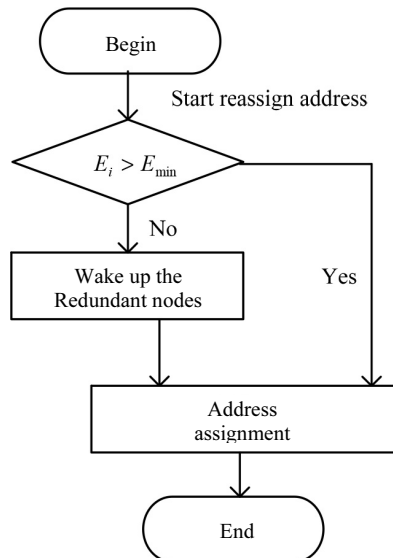 Begin
Start reassign address
E_i > E_min
No
Wake up the
Redundant nodes
Yes
Address
assignment
End